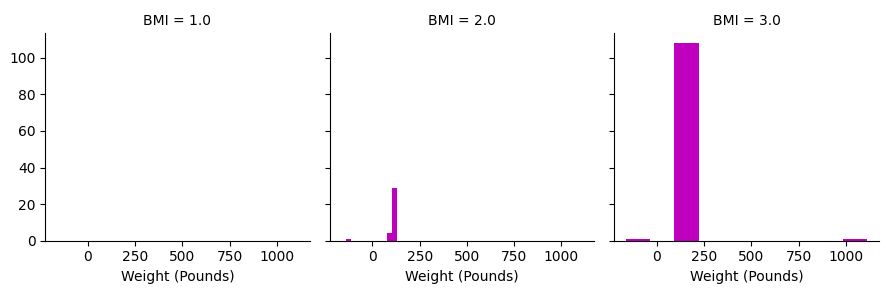 BMI = 1.0
BMI = 2.0
BMI = 3.0
100
80
60
40
20
0
0 250 500 750 1000
0 250 500 750 1000
0 250 500 750 1000
Weight (Pounds)
Weight (Pounds)
Weight (Pounds)